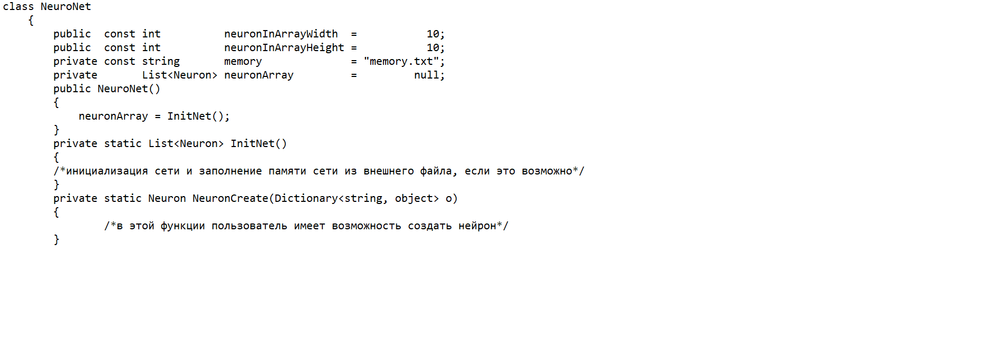 class NeuroNet
    {
        public  const int          neuronInArrayWidth  =           10;
        public  const int          neuronInArrayHeight =           10;
        private const string       memory              = "memory.txt";
        private       List<Neuron> neuronArray         =         null;
        public NeuroNet()
        {
            neuronArray = InitNet();
        }
        private static List<Neuron> InitNet()
        {
        /*инициализация сети и заполнение памяти сети из внешнего файла, если это возможно*/
        }
        private static Neuron NeuronCreate(Dictionary<string, object> o)
        {
                /*в этой функции пользователь имеет возможность создать нейрон*/
        }